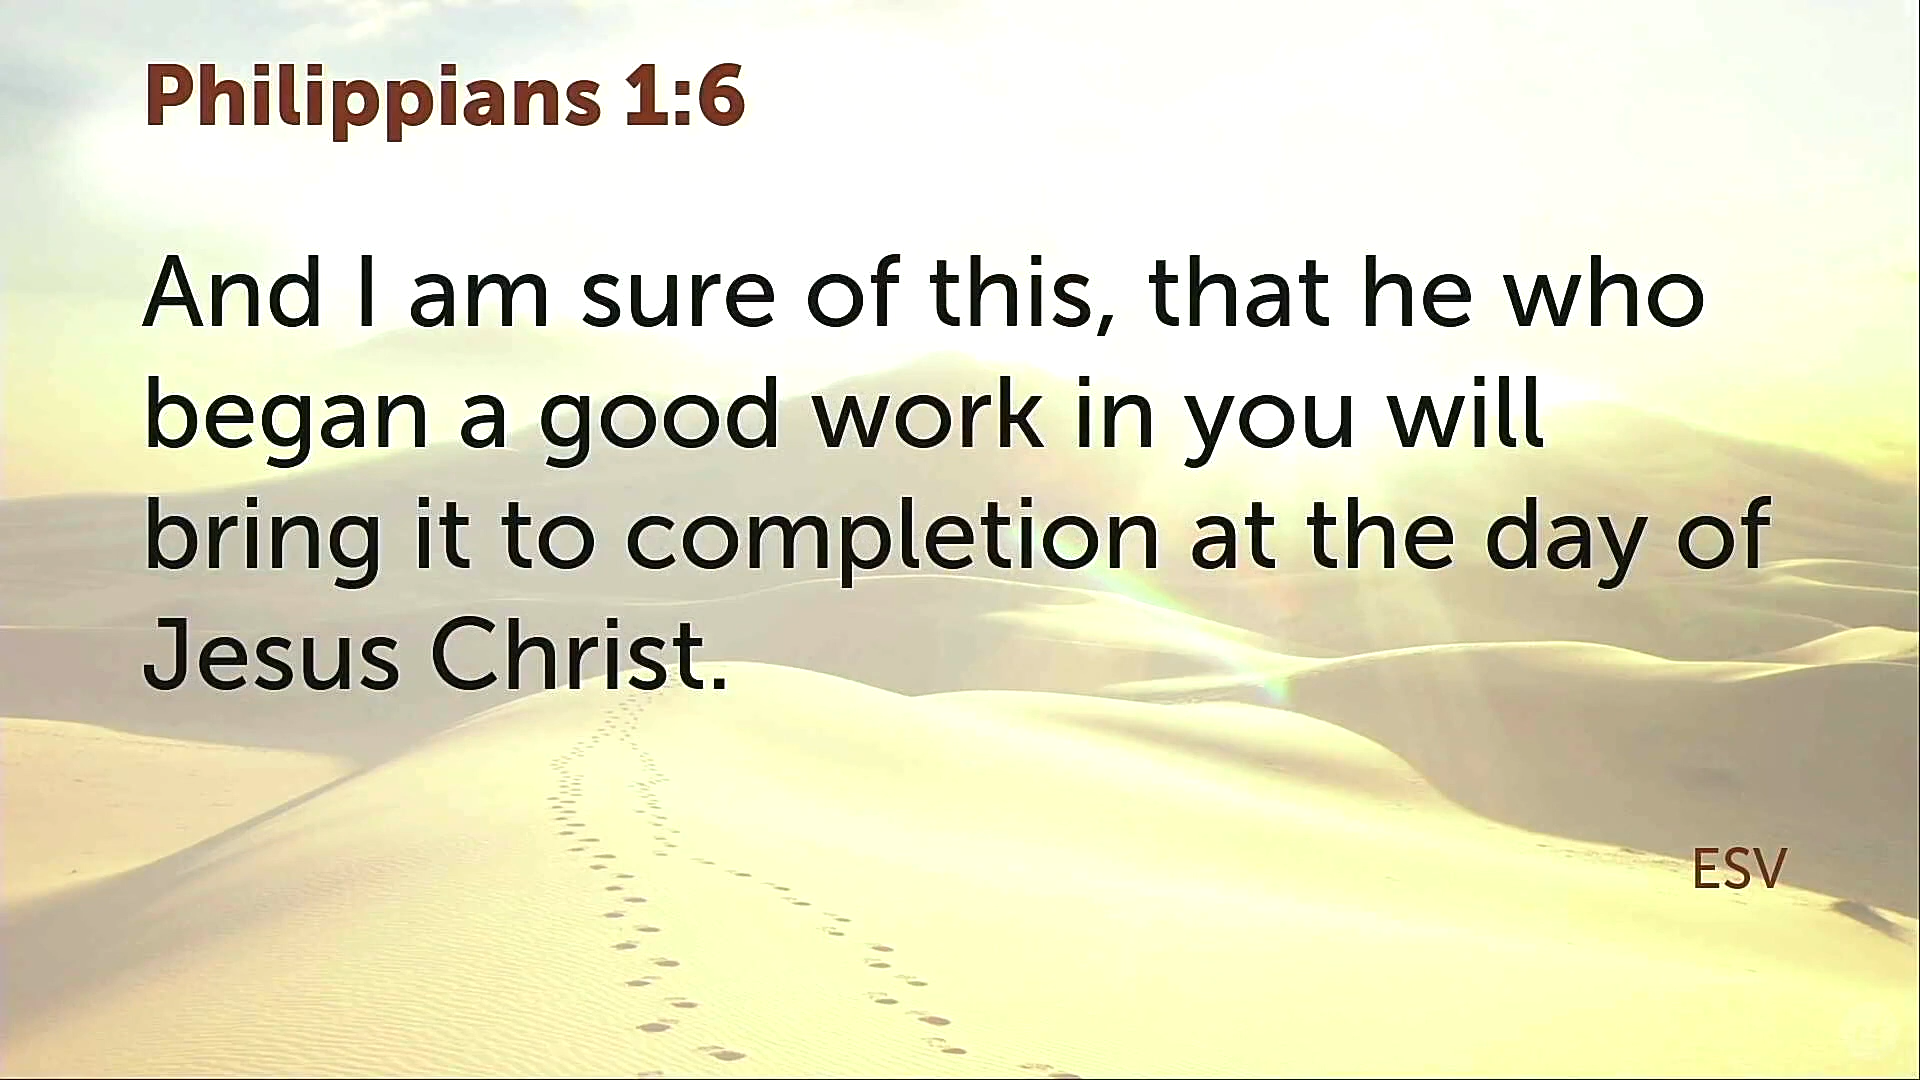 Philippians 1:6
And I am sure of this, that he who
began a good work in you will
bring it to completion at the day of
Jesus Christ.
ESV